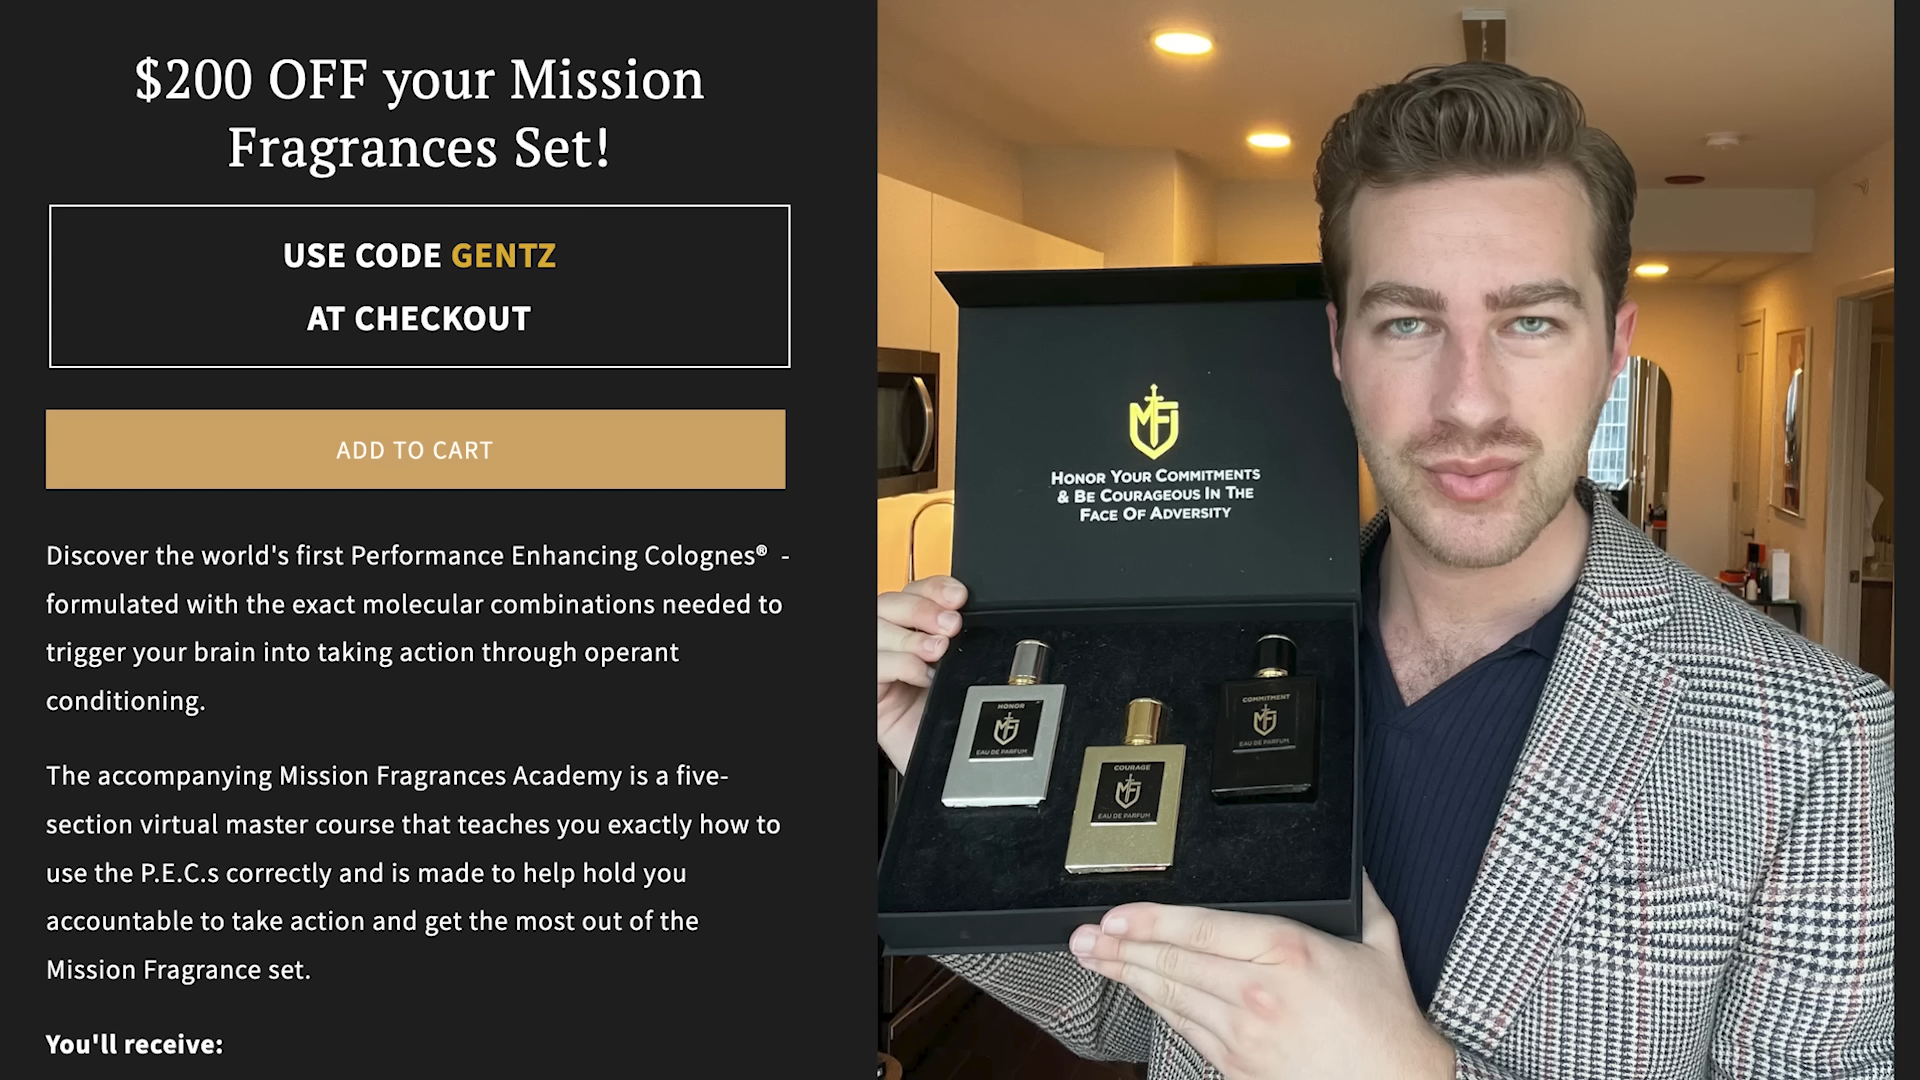 $200 OFF your Mission
Fragrances Set!
USE CODE GENTZ
AT CHECKOUT
ADD TO CART
Discover the world's first Performance Enhancing Colognes® -
formulated with the exact molecular combinations needed to
trigger your brain into taking action through operant
conditioning.
The accompanying Mission Fragrances Academy is a five-
section virtual master course that teaches you exactly how to
use the P.E.C.s correctly and is made to help hold you
accountable to take action and get the most out of the
Mission Fragrance set.
You'll receive:
MF
HONOR YOUR COMMITMENTS
& BE COURAGEOUS IN THE
FACE OF ADVERSITY
HONOR
MF
EAU DE PARFUM
COURAGE
MF
EAU DE PARFUM
COMMITMENT
MF
EAU DE PARFUM